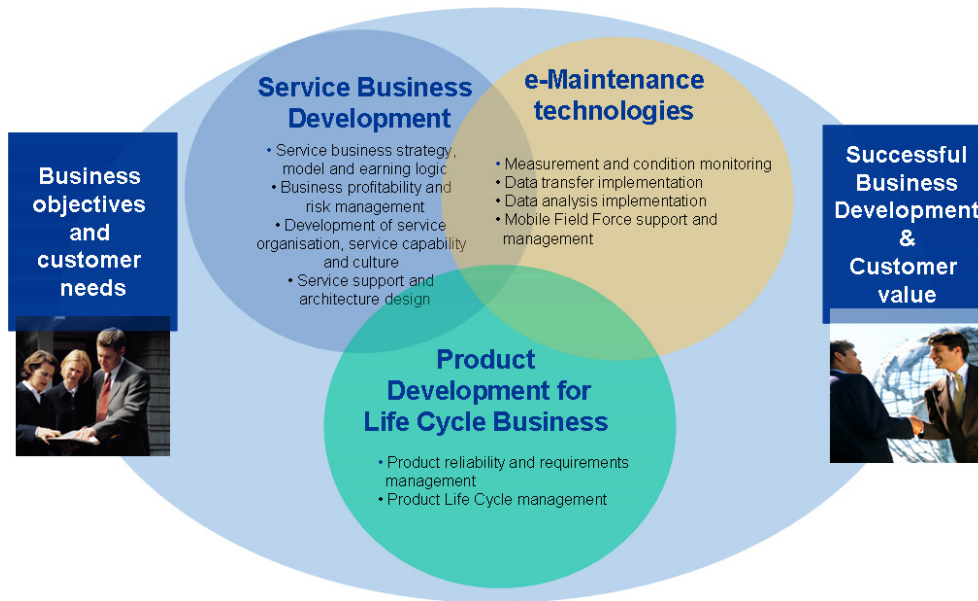 Business
objectives
and
customer
needs
Service Business
Development
• Service business strategy,
model and earning logic
• Business profitability and
risk management
• Development of service
organisation, service capability
and culture
• Service support and
architecture design
e-Maintenance
technologies
• Measurement and condition monitoring
• Data transfer implementation
• Data analysis implementation
• Mobile Field Force support and
management
Product
Development for
Life Cycle Business
• Product reliability and requirements
management
• Product Life Cycle management
Successful
Business
Development
&
Customer
value